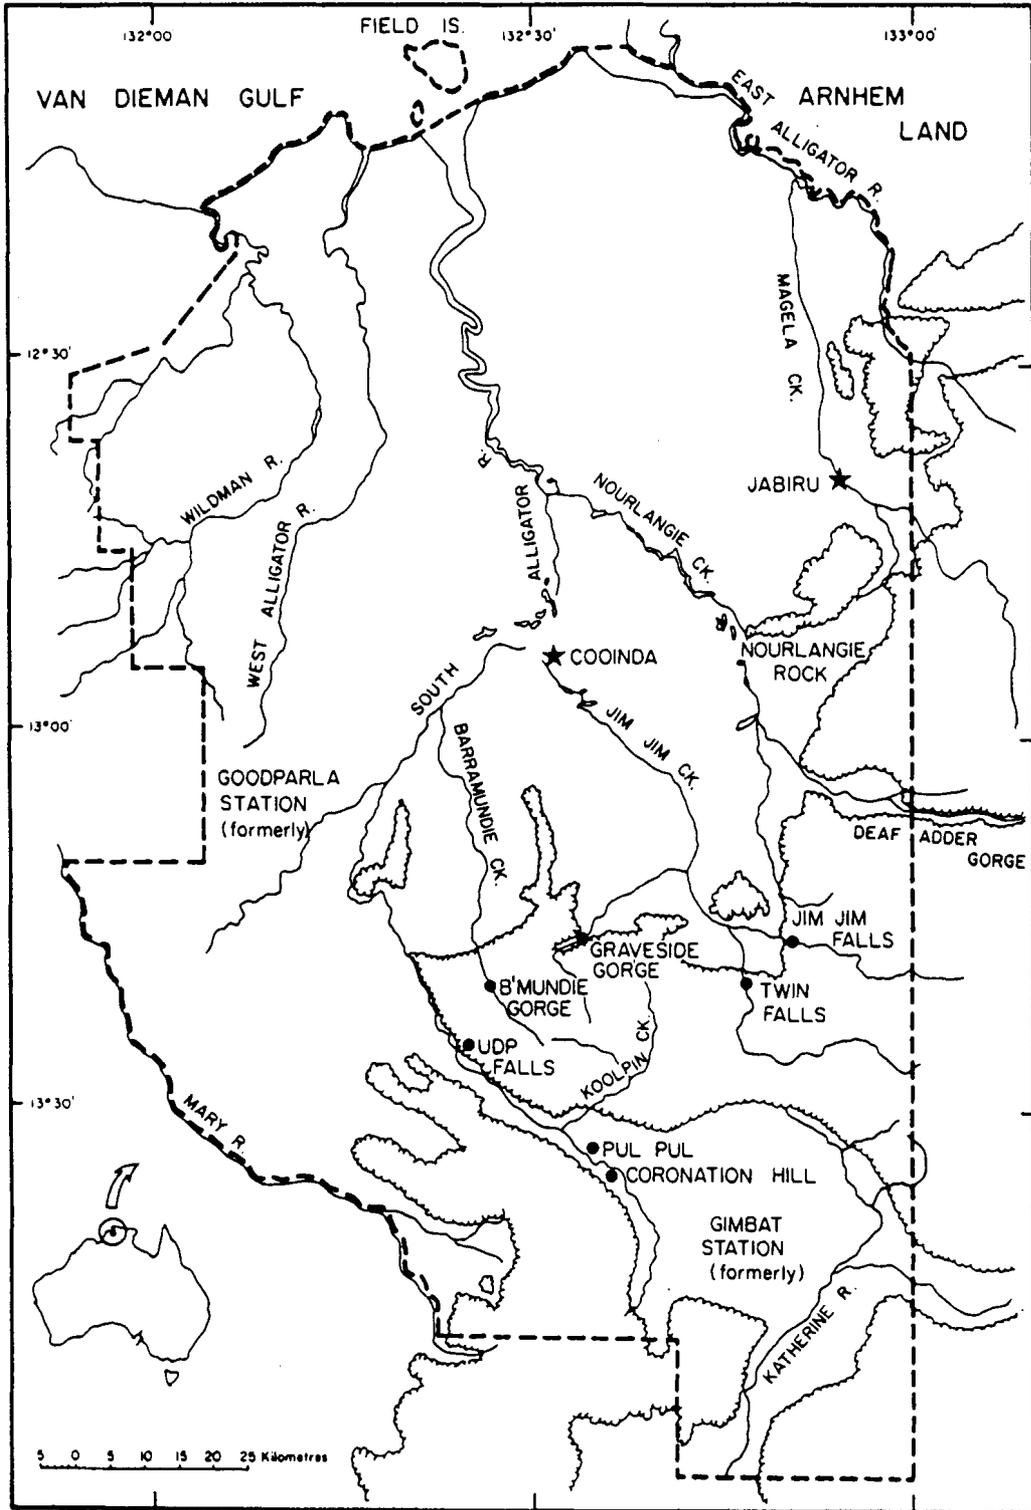 FIELD IS.
132°00'
132°30'
133°00'
VAN DIEMAN GULF
EAST ALLIGATOR R.
ARNHEM
LAND
MAGELA CK.
12°30'
WILDMAN R.
WEST ALLIGATOR R.
SOUTH ALLIGATOR R.
NOURLANGIE CK.
JABIRU
NOURLANGIE
ROCK
COOINDA
JIM JIM CK.
13°00'
BARRAMUNDIE CK.
GOODPARLA
STATION
(formerly)
DEAF ADDER
GORGE
JIM JIM
FALLS
GRAVESIDE
GORGE
B'MUNDIE
GORGE
TWIN
FALLS
UDP
FALLS
KOOLPIN CK.
13°30'
MARY R.
PUL PUL
CORONATION HILL
GIMBAT
STATION
(formerly)
KATHERINE R.
5 0 5 10 15 20 25 Kilometres